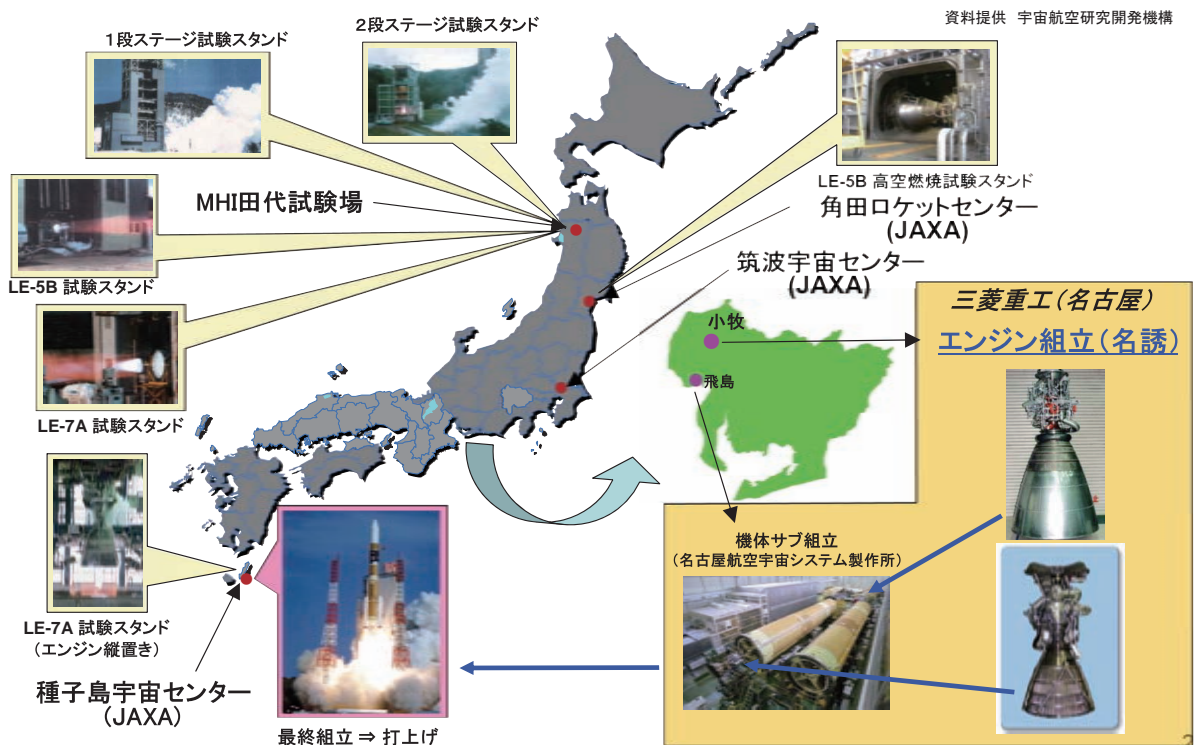 資料提供 宇宙航空研究開発機構
1段ステージ試験スタンド
2段ステージ試験スタンド
LE-5B 高空燃焼試験スタンド
角田ロケットセンター
(JAXA)
MHI田代試験場
筑波宇宙センター
(JAXA)
LE-5B 試験スタンド
三菱重工(名古屋)
エンジン組立(名誘)
小牧
飛島
LE-7A 試験スタンド
機体サブ組立
(名古屋航空宇宙システム製作所)
LE-7A 試験スタンド
(エンジン縦置き)
種子島宇宙センター
(JAXA)
最終組立 ⇒ 打上げ
2